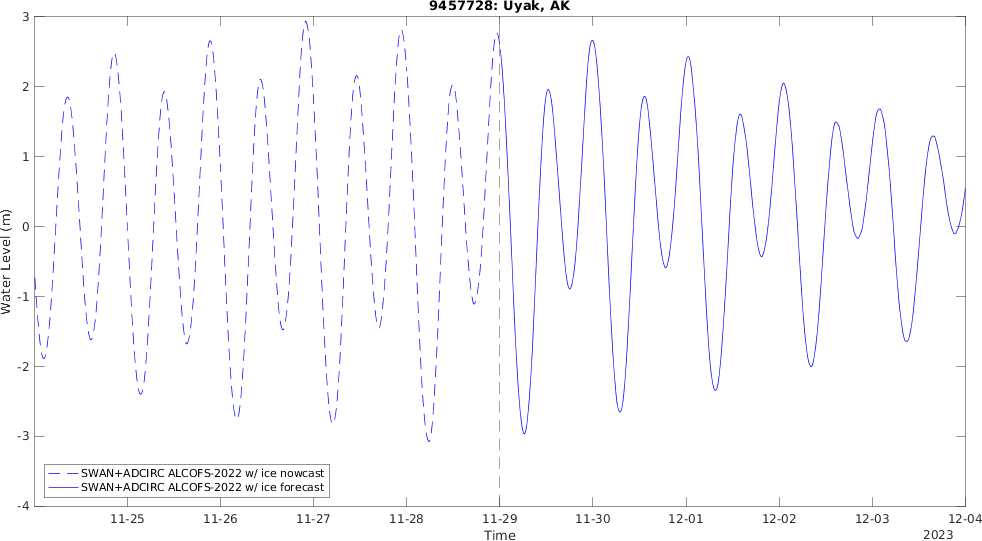 9457728: Uyak, AK
3
2
1
0
-1
-2
-3
-4
Water Level (m)
SWAN+ADCIRC ALCOFS-2022 w/ ice nowcast
SWAN+ADCIRC ALCOFS-2022 w/ ice forecast
11-25 11-26 11-27 11-28 11-29 11-30 12-01 12-02 12-03 12-04
Time
2023